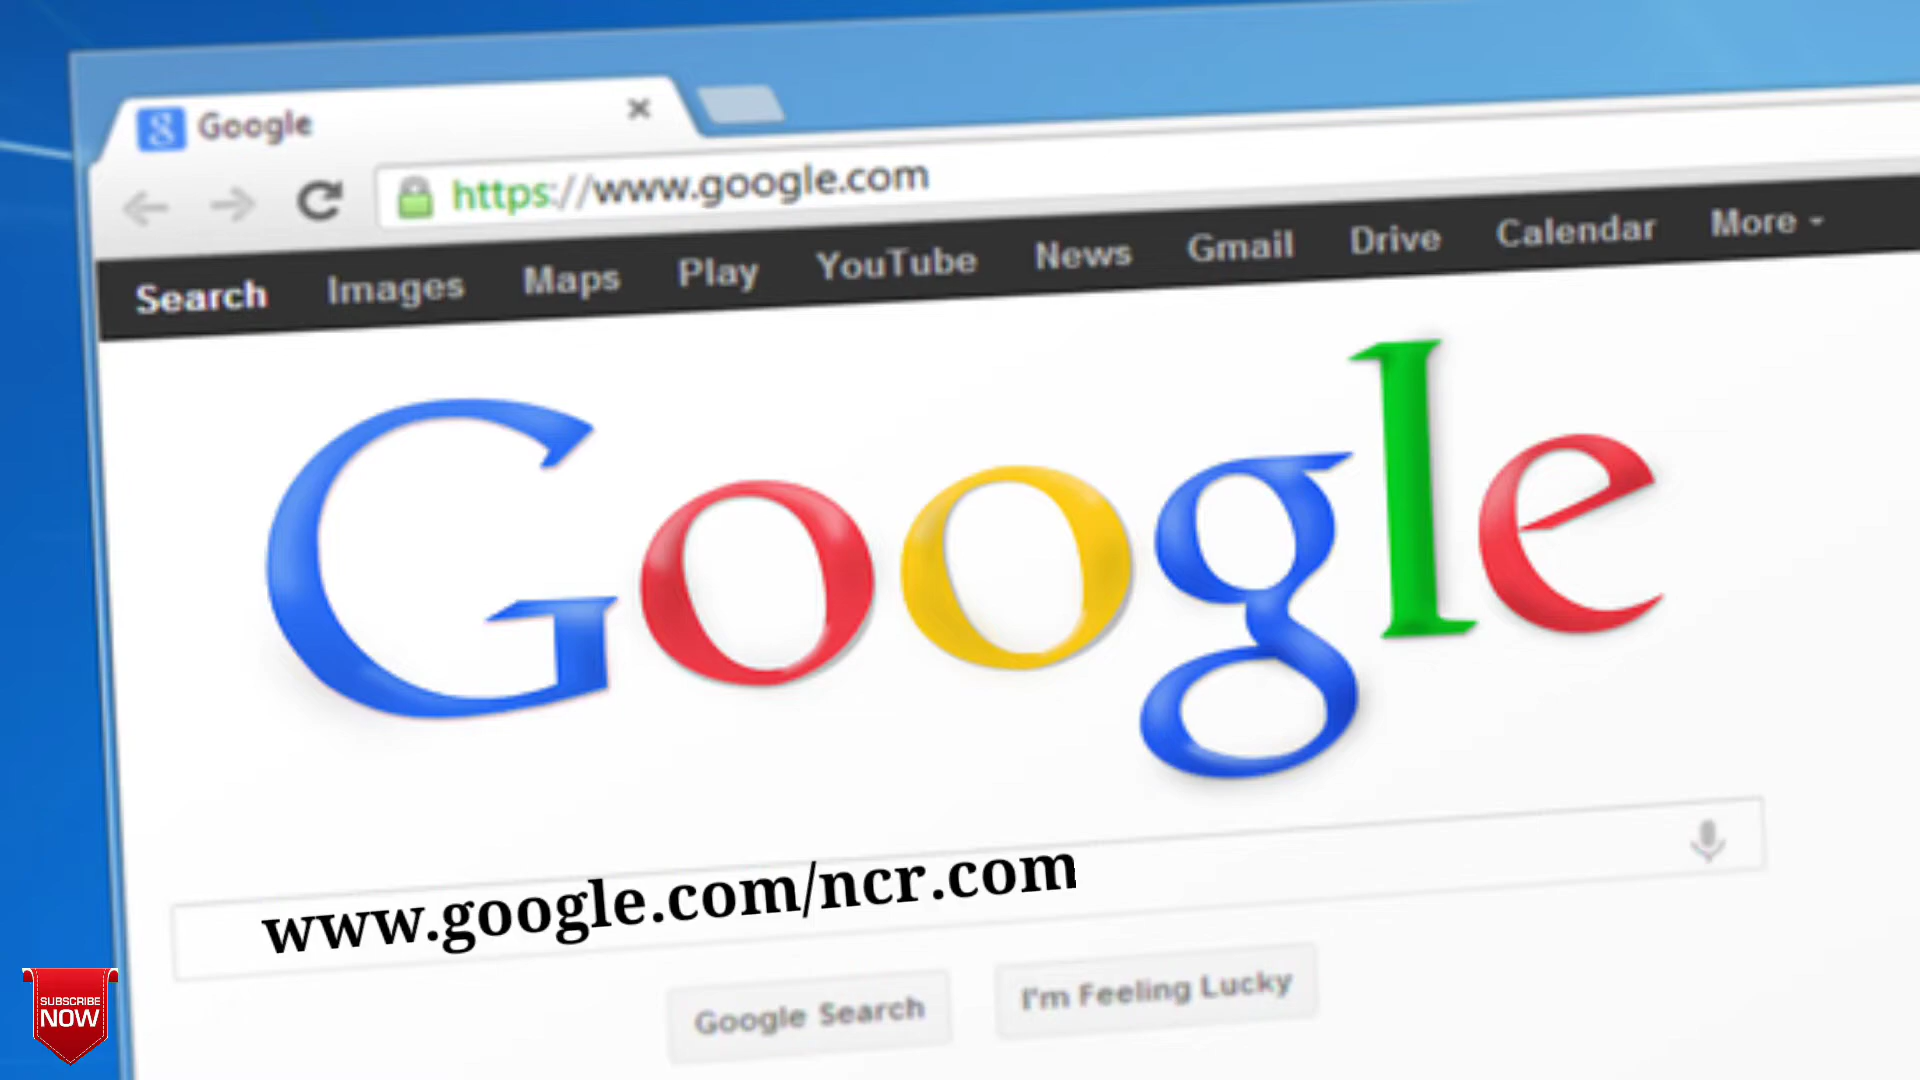 Google
https://www.google.com
Search Images Maps Play YouTube News Gmail Drive Calendar More
Google
www.google.com/ncr.com
Google Search I'm Feeling Lucky
SUBSCRIBE
NOW